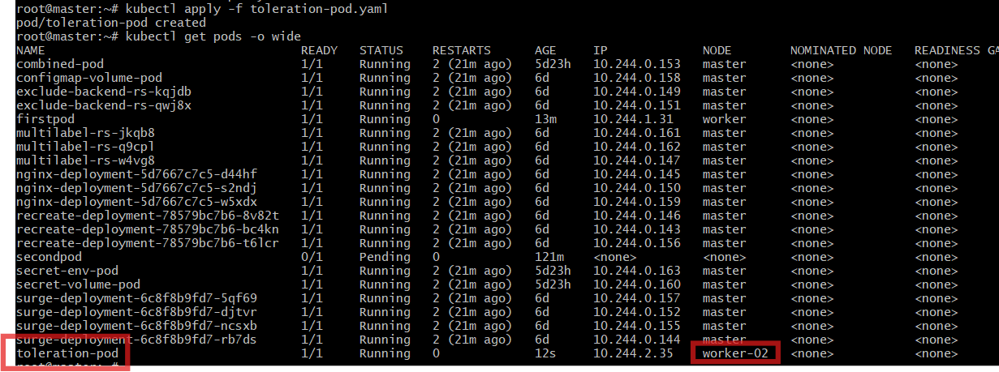 root@master:~# kubectl apply -f toleration-pod.yaml
pod/toleration-pod created
root@master:~# kubectl get pods -o wide
NAME READY STATUS RESTARTS AGE IP NODE NOMINATED NODE READINESS GA
combined-pod 1/1 Running 2 (21m ago) 5d23h 10.244.0.153 master <none> <none>
configmap-volume-pod 1/1 Running 2 (21m ago) 6d 10.244.0.158 master <none> <none>
exclude-backend-rs-kqjdb 1/1 Running 2 (21m ago) 6d 10.244.0.149 master <none> <none>
exclude-backend-rs-qwj8x 1/1 Running 2 (21m ago) 6d 10.244.0.151 master <none> <none>
firstpod 1/1 Running 0 13m 10.244.1.31 worker <none> <none>
multilabel-rs-jkqb8 1/1 Running 2 (21m ago) 6d 10.244.0.161 master <none> <none>
multilabel-rs-q9cpl 1/1 Running 2 (21m ago) 6d 10.244.0.162 master <none> <none>
multilabel-rs-w4vg8 1/1 Running 2 (21m ago) 6d 10.244.0.147 master <none> <none>
nginx-deployment-5d7667c7c5-d44hf 1/1 Running 2 (21m ago) 6d 10.244.0.145 master <none> <none>
nginx-deployment-5d7667c7c5-s2ndj 1/1 Running 2 (21m ago) 6d 10.244.0.150 master <none> <none>
nginx-deployment-5d7667c7c5-w5xdx 1/1 Running 2 (21m ago) 6d 10.244.0.159 master <none> <none>
recreate-deployment-78579bc7b6-8v82t 1/1 Running 2 (21m ago) 6d 10.244.0.146 master <none> <none>
recreate-deployment-78579bc7b6-bc4kn 1/1 Running 2 (21m ago) 6d 10.244.0.143 master <none> <none>
recreate-deployment-78579bc7b6-t6lcr 1/1 Running 2 (21m ago) 6d 10.244.0.156 master <none> <none>
secondpod 0/1 Pending 0 121m <none> <none> <none> <none>
secret-env-pod 1/1 Running 2 (21m ago) 5d23h 10.244.0.163 master <none> <none>
secret-volume-pod 1/1 Running 2 (21m ago) 5d23h 10.244.0.160 master <none> <none>
surge-deployment-6c8f8b9fd7-5qf69 1/1 Running 2 (21m ago) 6d 10.244.0.157 master <none> <none>
surge-deployment-6c8f8b9fd7-djtvr 1/1 Running 2 (21m ago) 6d 10.244.0.152 master <none> <none>
surge-deployment-6c8f8b9fd7-ncsxb 1/1 Running 2 (21m ago) 6d 10.244.0.155 master <none> <none>
surge-deployment-6c8f8b9fd7-rb7ds 1/1 Running 2 (21m ago) 6d 10.244.0.144 master <none> <none>
toleration-pod 1/1 Running 0 12s 10.244.2.35 worker-02 <none> <none>
root@master:~#